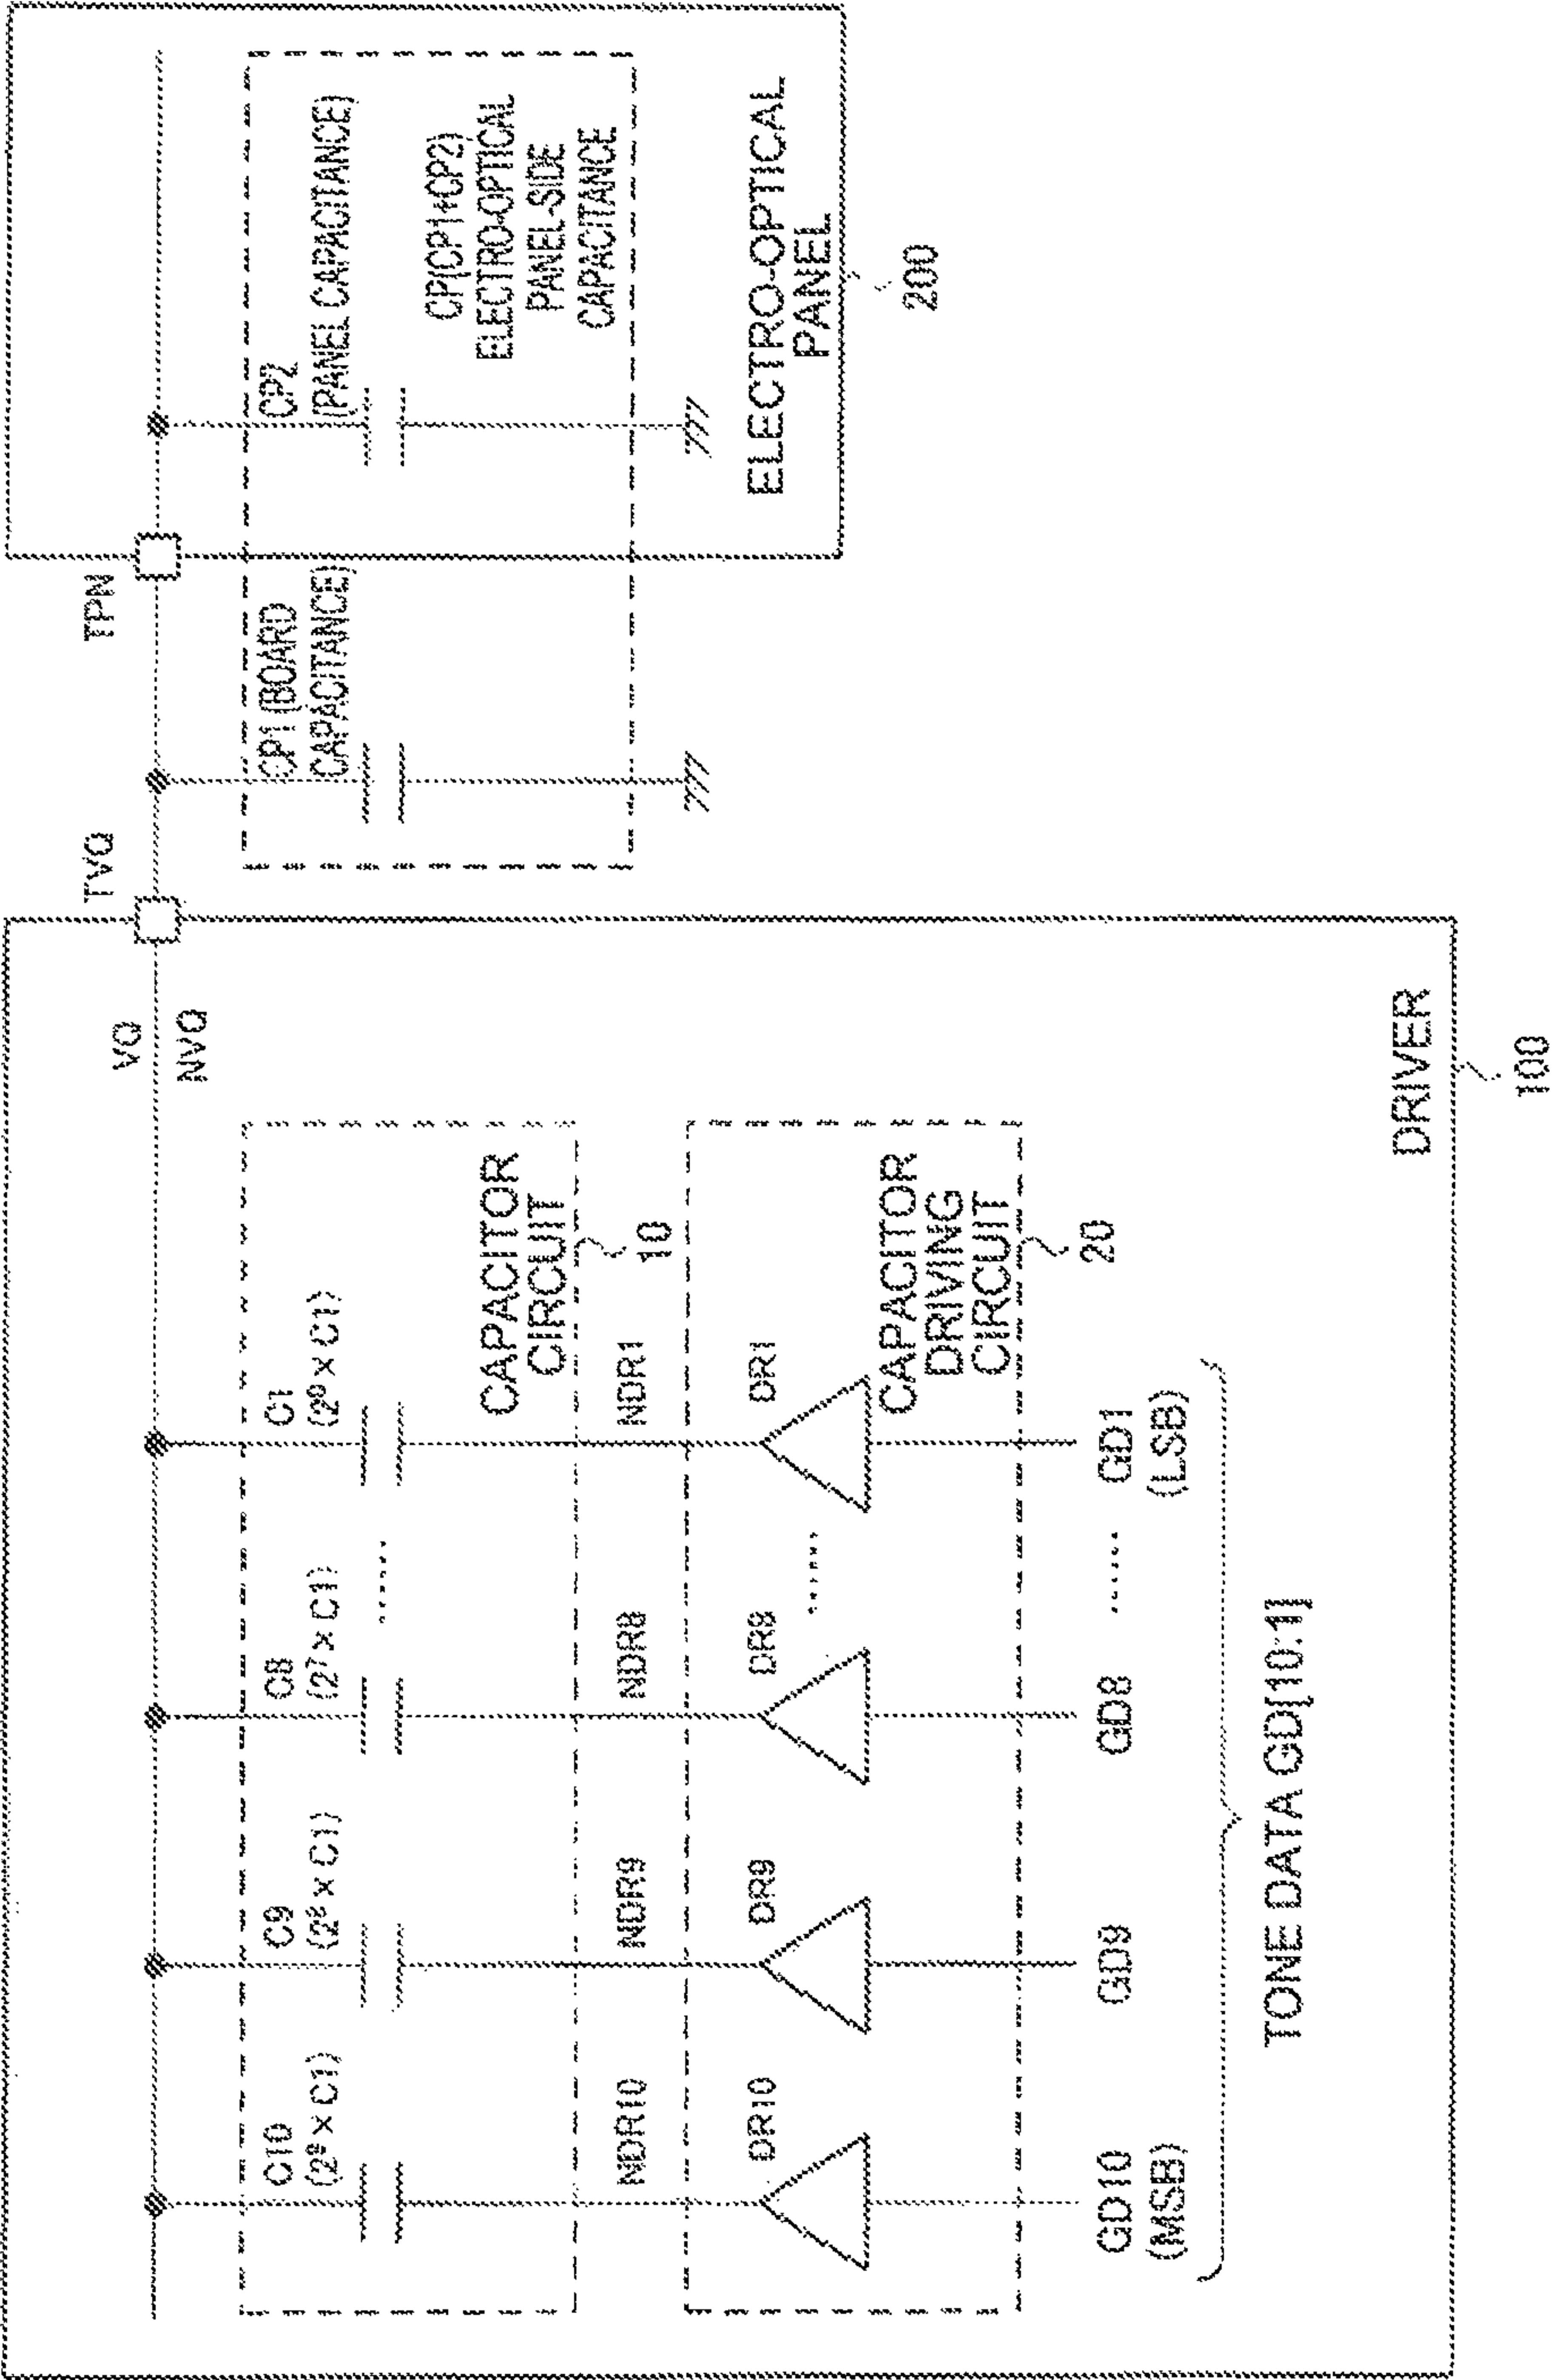 VQ
NVQ
TVQ
TPN
C10
(2⁹×C1)
C9
(2⁸×C1)
C8
(2⁷×C1)
C1
(2⁰×C1)
CAPACITOR
CIRCUIT
10
NDR10
NDR9
NDR8
NDR1
DR10
DR9
DR8
DR1
CAPACITOR
DRIVING
CIRCUIT
20
GD10
(MSB)
GD9
GD8
GD1
(LSB)
TONE DATA GD[10:1]
DRIVER
100
CP1 (BOARD
CAPACITANCE)
CP2
(PANEL CAPACITANCE)
CP(CP1+CP2)
ELECTRO-OPTICAL
PANEL-SIDE
CAPACITANCE
ELECTRO-OPTICAL
PANEL
200